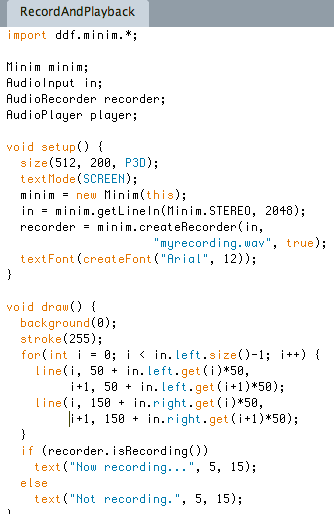 RecordAndPlayback
import ddf.minim.*;
Minim minim;
AudioInput in;
AudioRecorder recorder;
AudioPlayer player;
void setup() {
size(512, 200, P3D);
textMode(SCREEN);
minim = new Minim(this);
in = minim.getLineIn(Minim.STEREO, 2048);
recorder = minim.createRecorder(in,
"myrecording.wav", true);
textFont(createFont("Arial", 12));
}
void draw() {
background(0);
stroke(255);
for(int i = 0; i < in.left.size()-1; i++) {
line(i, 50 + in.left.get(i)*50,
i+1, 50 + in.left.get(i+1)*50);
line(i, 150 + in.right.get(i)*50,
i+1, 150 + in.right.get(i+1)*50);
}
if (recorder.isRecording())
text("Now recording...", 5, 15);
else
text("Not recording.", 5, 15);
}